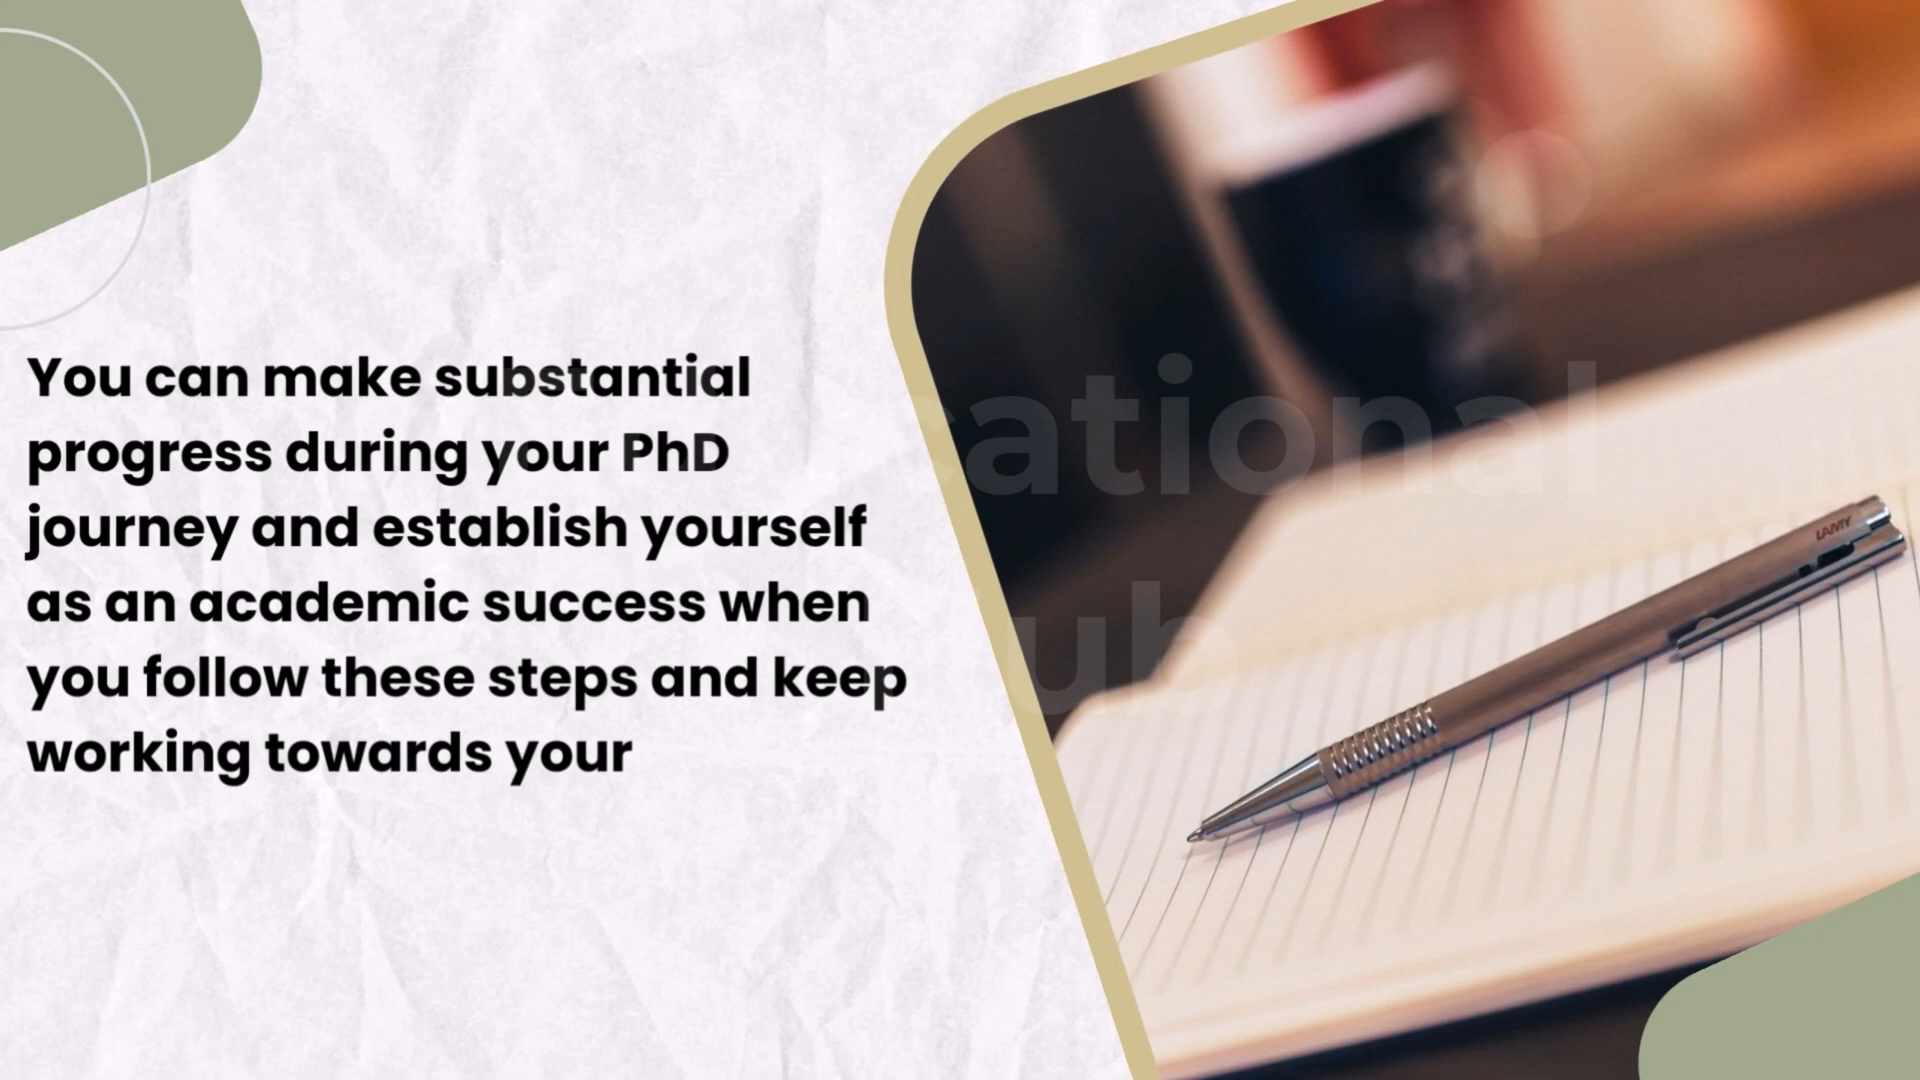 You can make substantial
progress during your PhD
journey and establish yourself
as an academic success when
you follow these steps and keep
working towards your
LAMY